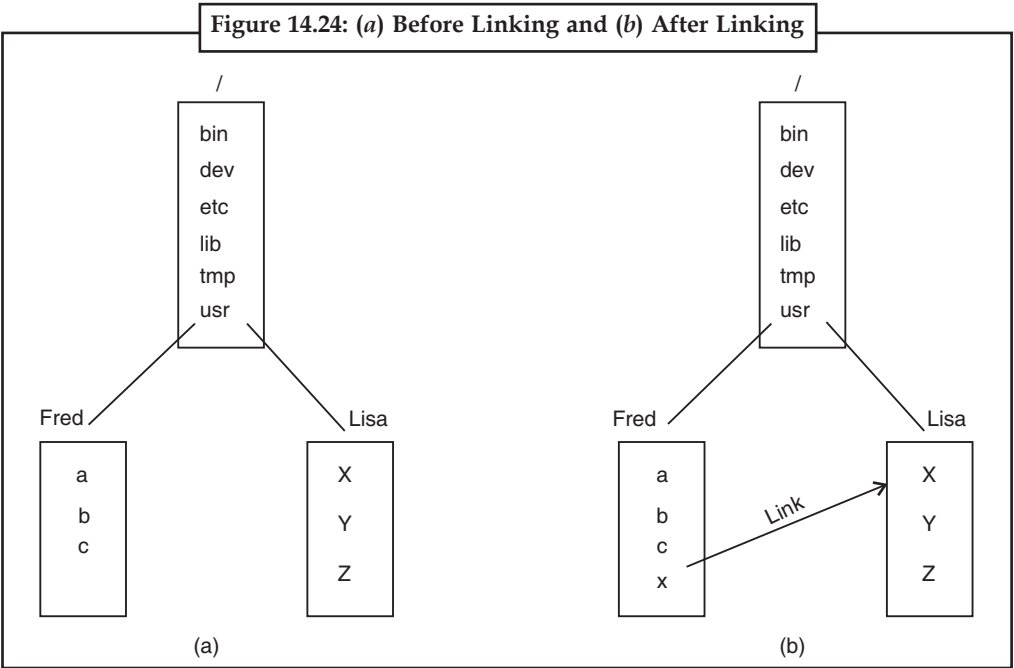 Figure 14.24: (a) Before Linking and (b) After Linking
/
bin
dev
etc
lib
tmp
usr
Fred
Lisa
a
b
c
X
Y
Z
(a)
/
bin
dev
etc
lib
tmp
usr
Fred
Lisa
a
b
c
x
Link
X
Y
Z
(b)